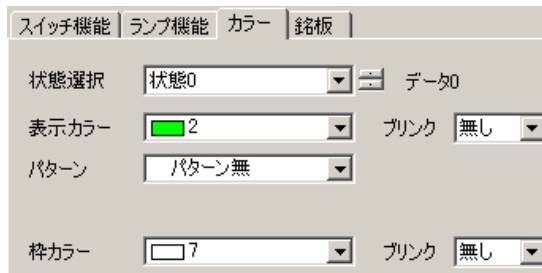 スイッチ機能 ランプ機能 カラー 銘板
状態選択 状態0 データ0
表示カラー 2 ブリンク 無し
パターン パターン無
枠カラー 7 ブリンク 無し